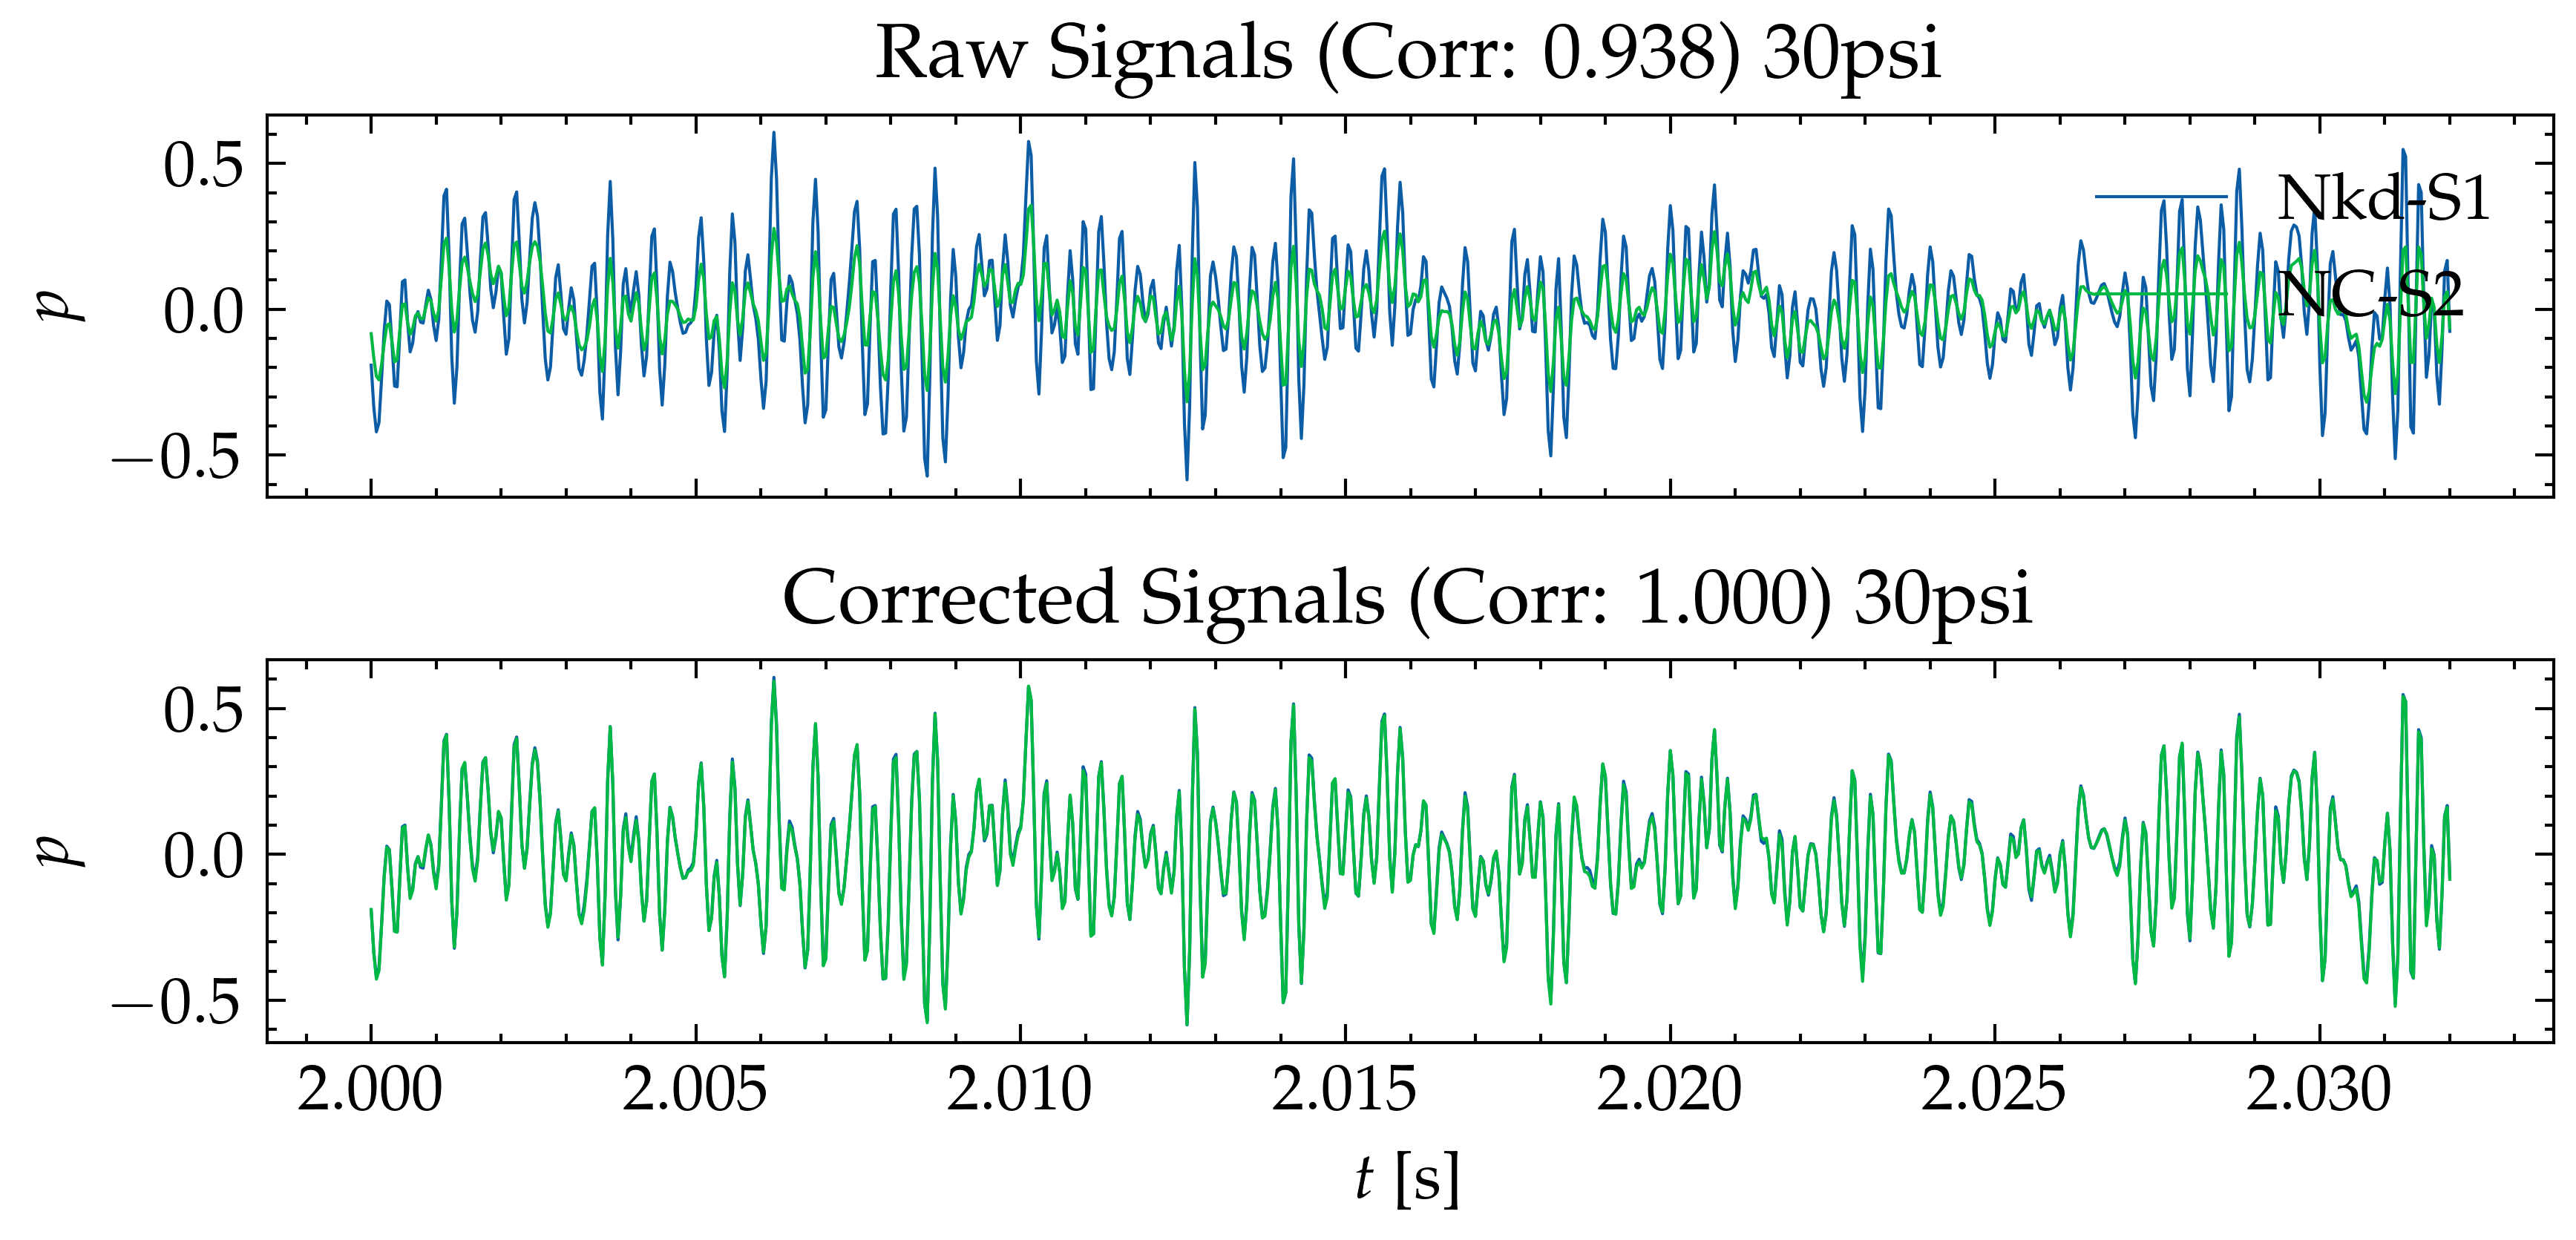 Raw Signals (Corr: 0.938) 30psi
0.5
0.0
−0.5
p
Nkd-S1
NC-S2
Corrected Signals (Corr: 1.000) 30psi
0.5
0.0
−0.5
p
2.000 2.005 2.010 2.015 2.020 2.025 2.030
t [s]